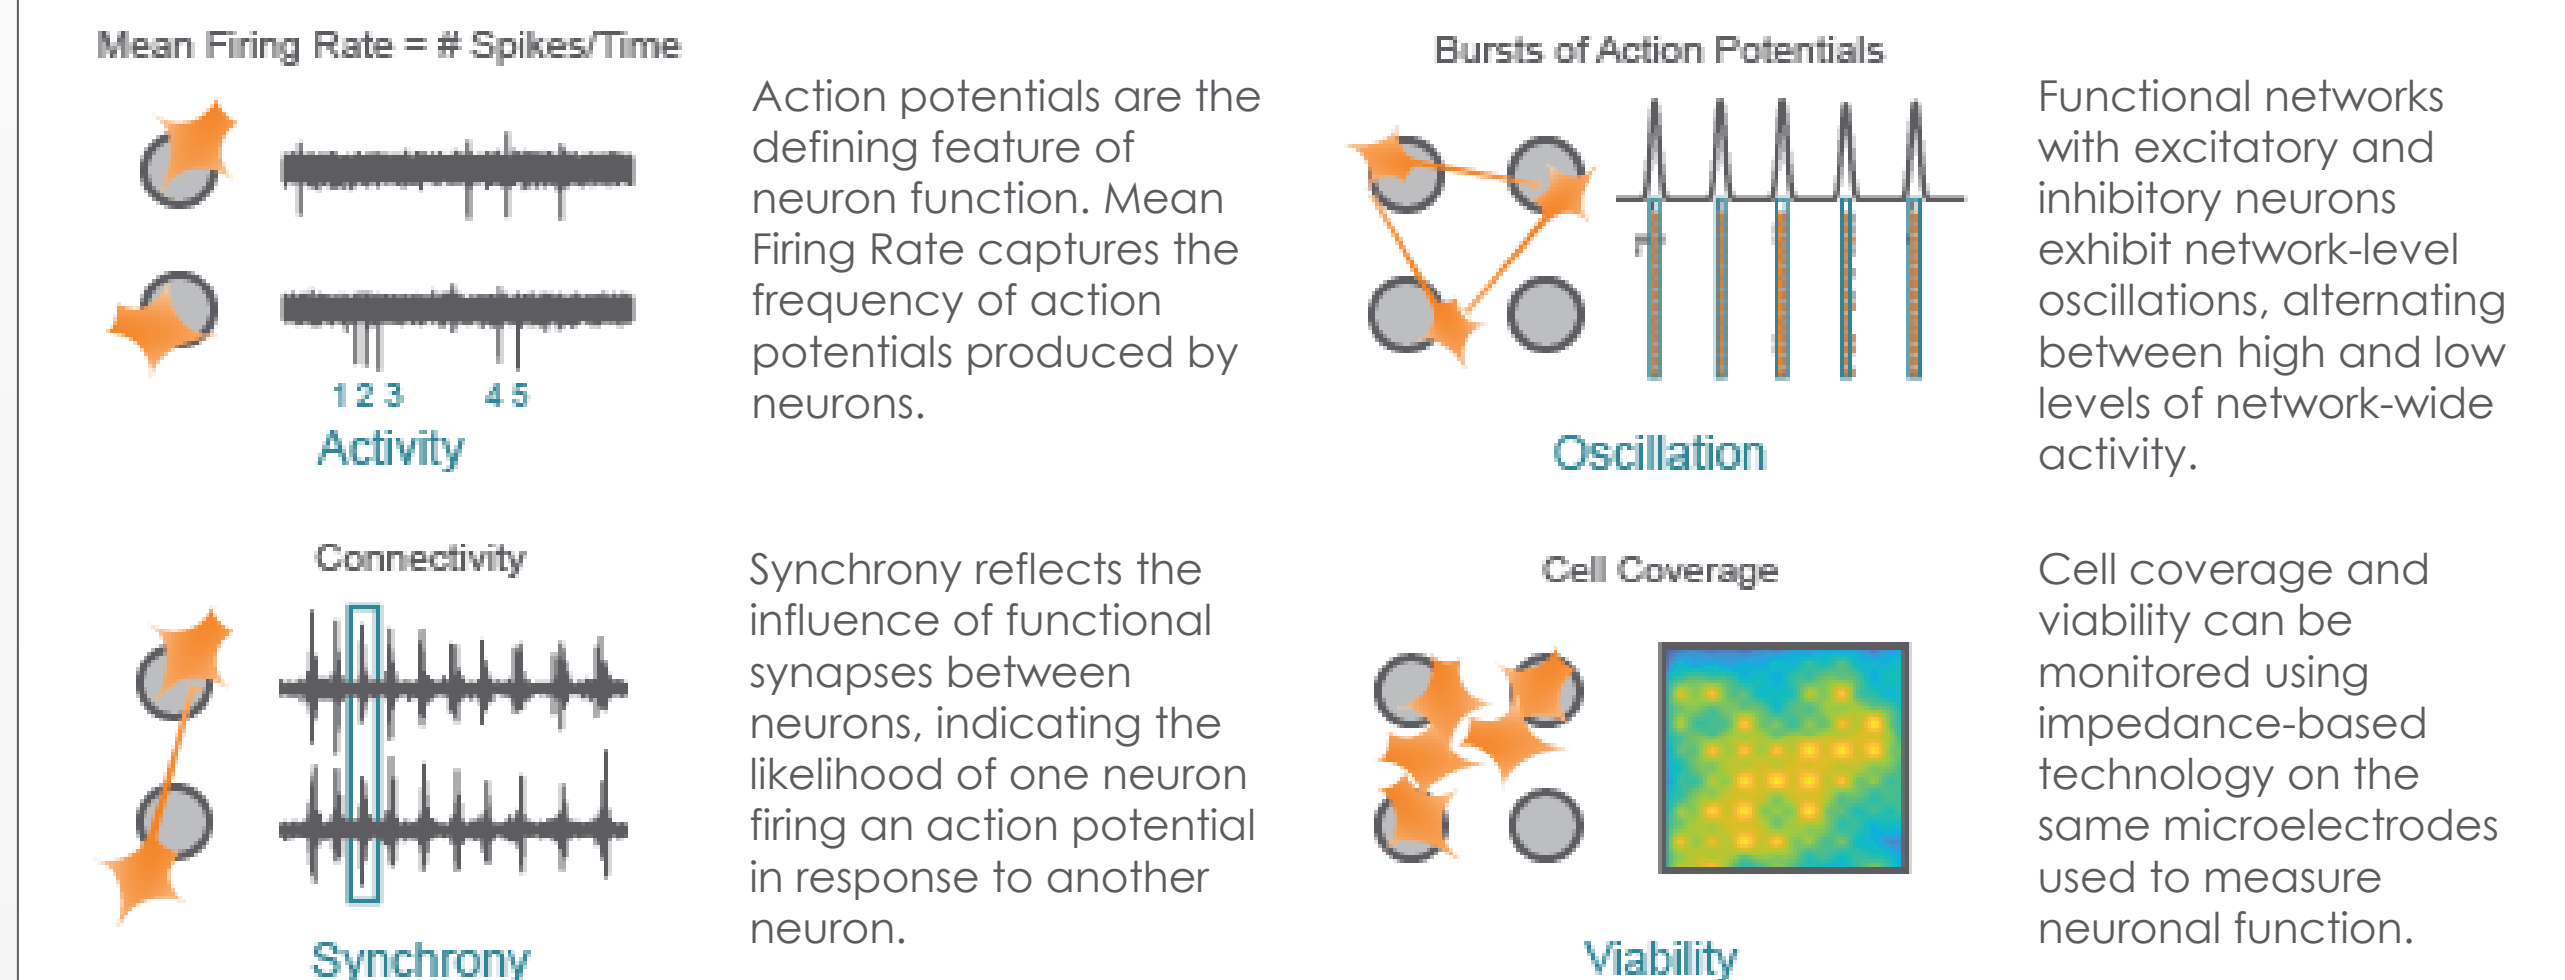 Mean Firing Rate = # Spikes/Time
1 2 3 4 5
Activity
Action potentials are the
defining feature of
neuron function. Mean
Firing Rate captures the
frequency of action
potentials produced by
neurons.
Bursts of Action Potentials
Oscillation
Functional networks
with excitatory and
inhibitory neurons
exhibit network-level
oscillations, alternating
between high and low
levels of network-wide
activity.
Connectivity
Synchrony
Synchrony reflects the
influence of functional
synapses between
neurons, indicating the
likelihood of one neuron
firing an action potential
in response to another
neuron.
Cell Coverage
Viability
Cell coverage and
viability can be
monitored using
impedance-based
technology on the
same microelectrodes
used to measure
neuronal function.